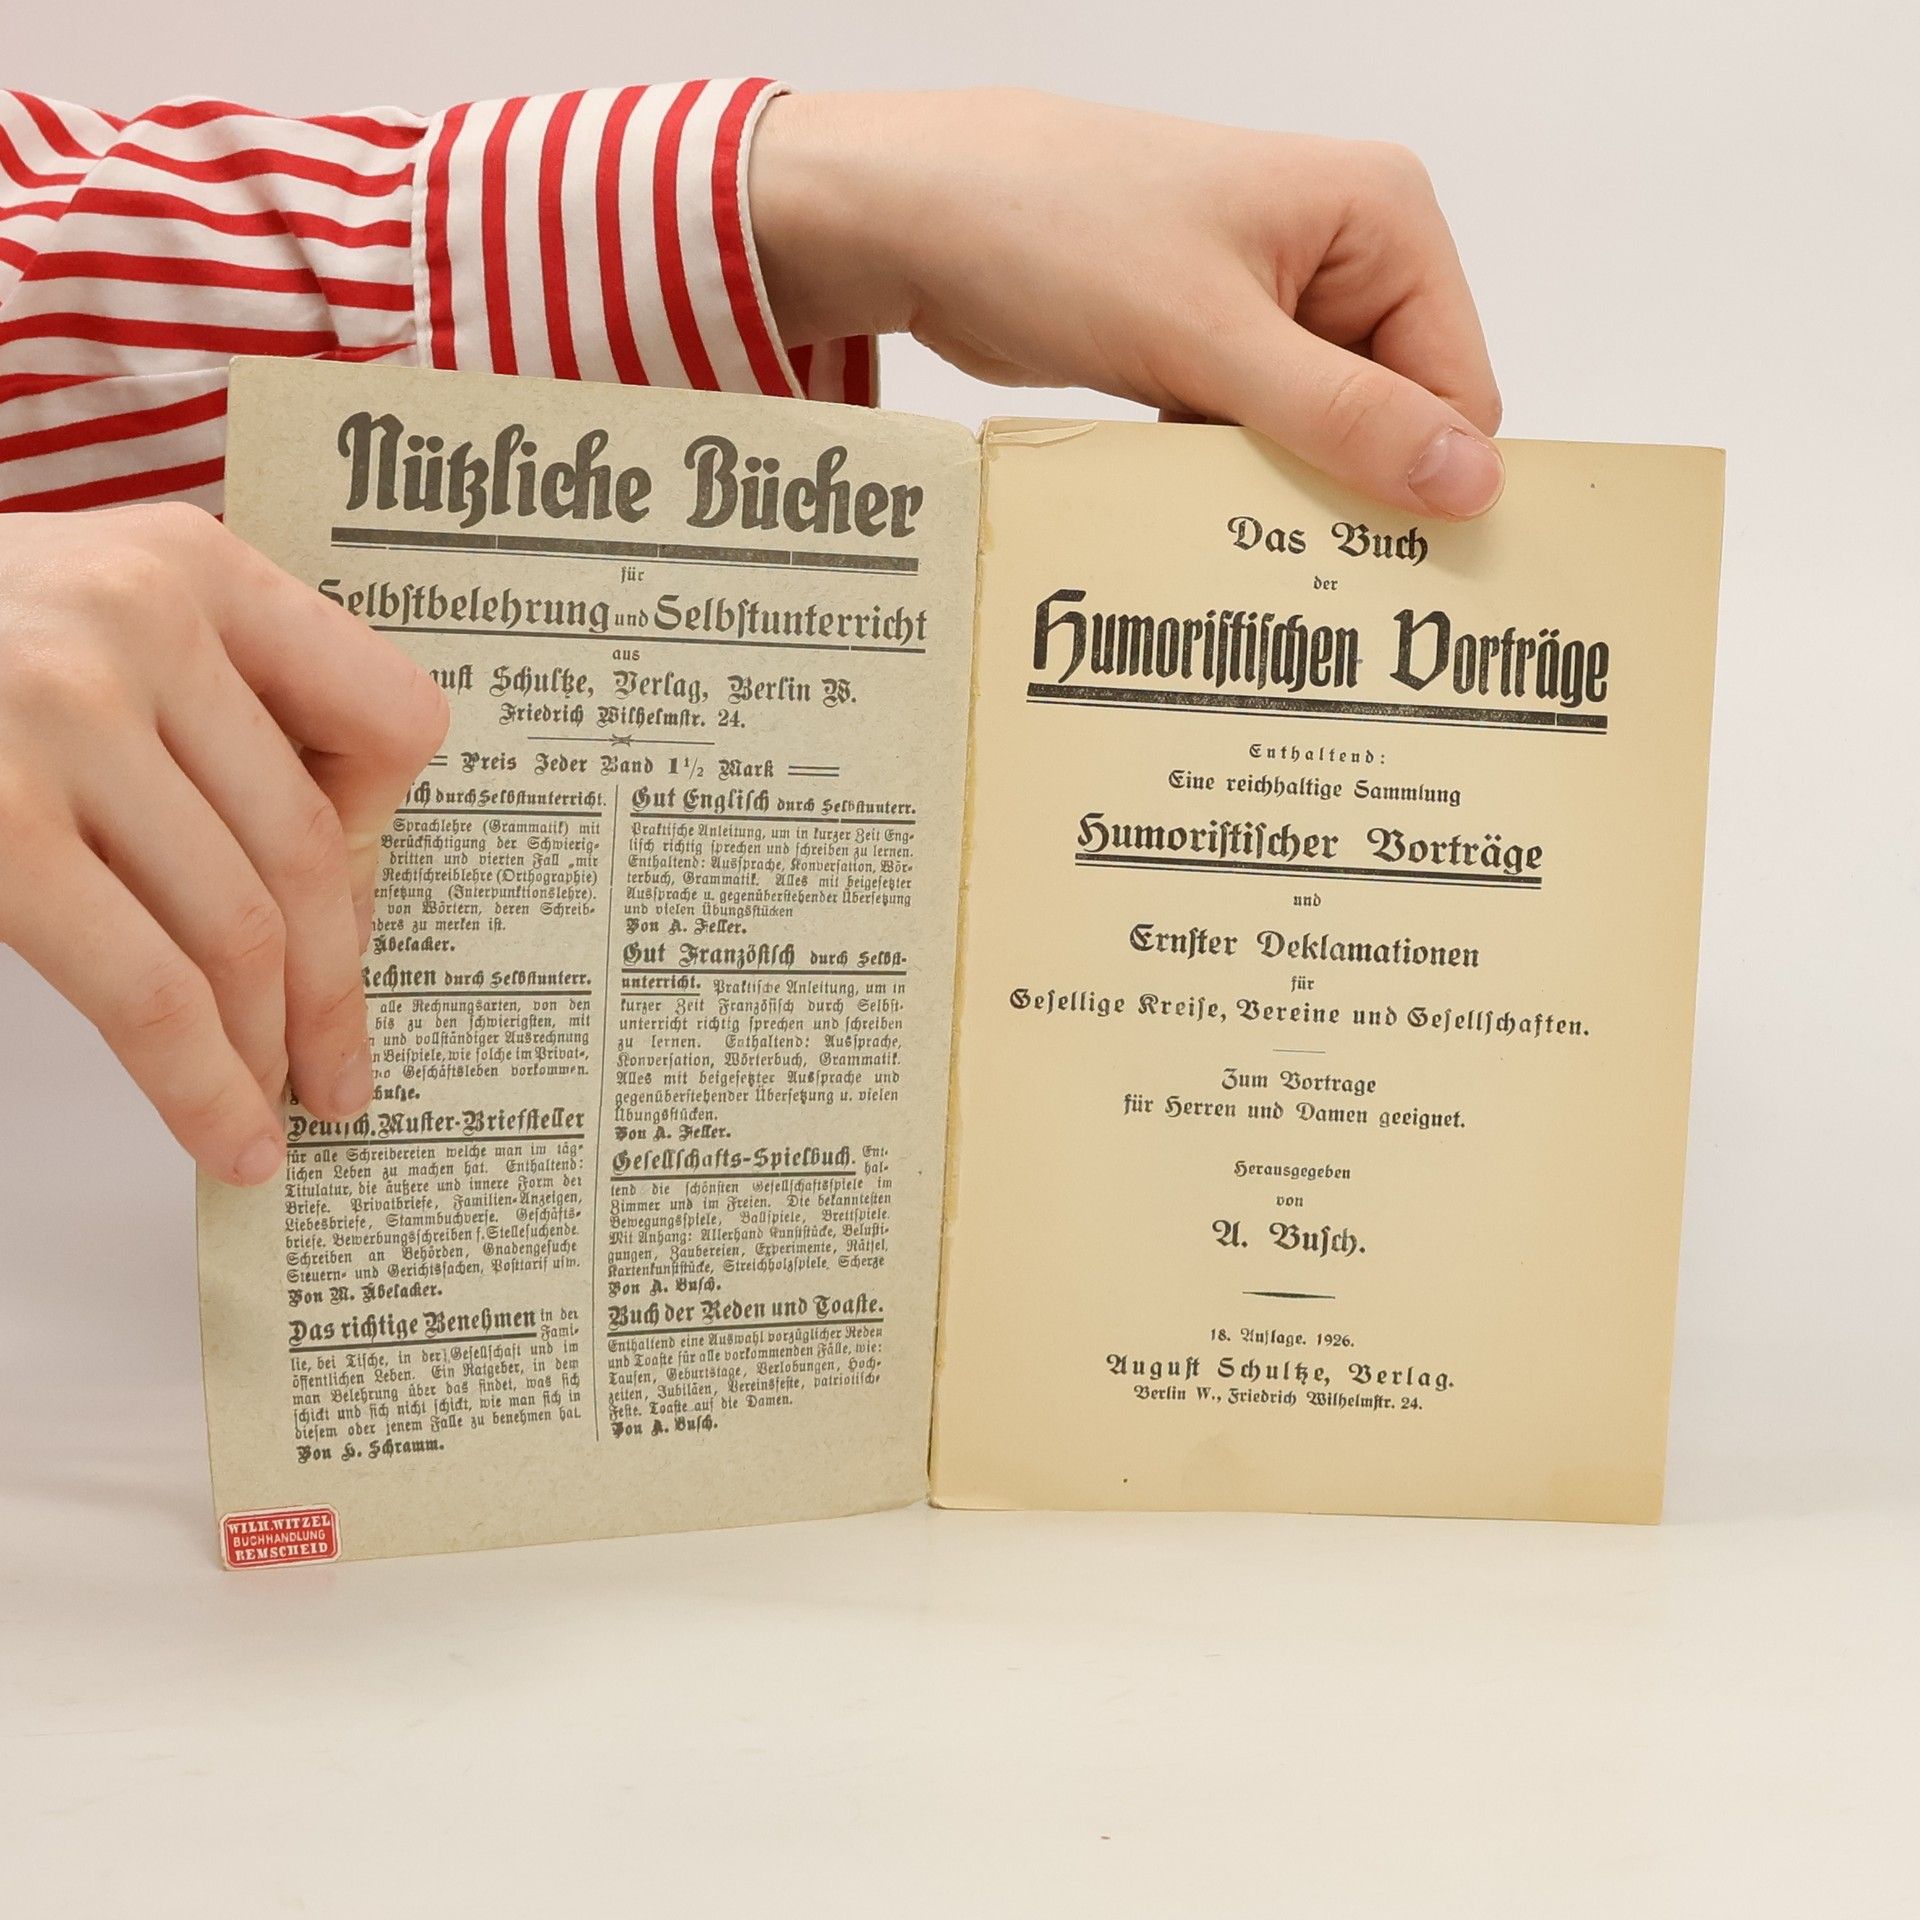 Nützliche Bücher
für
Selbstbelehrung und Selbstunterricht
aus
Schultze, Verlag, Berlin W.
Friedrich Wilhelmstr. 24.
Preis Jeder Band 1 1/2 Mark
durch Selbstunterricht.
Sprachlehre (Grammatik) mit
Berücksichtigung der Schwierig-
dritten und vierten Fall „mir
Rechtschreiblehre (Orthographie)
(Interpunktionslehre).
von Wörtern, deren Schreib-
zu merken ist.
Abelacker.
Rechnen durch Selbstunterr.
alle Rechnungsarten, von den
bis zu den schwierigsten, mit
und vollständiger Ausrechnung
Beispiele, wie solche im Privat-,
Geschäftsleben vorkommen.
Deutsch. Muster-Briefsteller
für alle Schreibereien welche man im täg-
lichen Leben zu machen hat. Enthaltend:
Titulatur, die äußere und innere Form der
Briefe. Privatbriefe, Familien-Anzeigen,
Liebesbriefe, Stammbuchverse. Geschäfts-
briefe, Bewerbungsschreiben f. Stellesuchende.
Schreiben an Behörden, Gnadengesuche
Steuern- und Gerichtssachen, Posttarif usw.
Von M. Abelacker.
Das richtige Benehmen in der
Fami-
lie, bei Tische, in der Gesellschaft und im
öffentlichen Leben. Ein Ratgeber, in dem
man Belehrung über das findet, was sich
schickt und sich nicht schickt, wie man sich in
diesem oder jenem Falle zu benehmen hat.
Von H. Schramm.
Gut Englisch durch Selbstunterr.
Praktische Anleitung, um in kurzer Zeit Eng-
lisch richtig sprechen und schreiben zu lernen.
Enthaltend: Aussprache, Konversation, Wör-
terbuch, Grammatik. Alles mit beigesetzter
Aussprache u. gegenüberstehender Übersetzung
und vielen Übungsstücken
Von A. Feller.
Gut Französisch durch Selbst-
unterricht. Praktische Anleitung, um in
kurzer Zeit Französisch durch Selbst-
unterricht richtig sprechen und schreiben
zu lernen. Enthaltend: Aussprache,
Konversation, Wörterbuch, Grammatik.
Alles mit beigesetzter Aussprache und
gegenüberstehender Übersetzung u. vielen
Übungsstücken.
Von A. Feller.
Gesellschafts-Spielbuch. Ent-
hal-
tend die schönsten Gesellschaftsspiele im
Zimmer und im Freien. Die bekanntesten
Bewegungsspiele, Ballspiele, Brettspiele.
Mit Anhang: Allerhand Kunststücke, Belusti-
gungen, Zaubereien, Experimente, Rätsel,
Kartenkunststücke, Streichholzspiele, Scherze
Von A. Busch.
Buch der Reden und Toaste.
Enthaltend eine Auswahl vorzüglicher Reden
und Toaste für alle vorkommenden Fälle, wie:
Taufen, Geburtstage, Verlobungen, Hoch-
zeiten, Jubiläen, Vereinsfeste, patriotische
Feste. Toaste auf die Damen.
Von A. Busch.
WILH. WITZEL
BUCHHANDLUNG
REMSCHEID
Das Buch
der
Humoristischen Vorträge
Enthaltend:
Eine reichhaltige Sammlung
Humoristischer Vorträge
und
Ernster Deklamationen
für
Gesellige Kreise, Vereine und Gesellschaften.
Zum Vortrage
für Herren und Damen geeignet.
Herausgegeben
von
A. Busch.
18. Auflage. 1926.
August Schultze, Verlag.
Berlin W., Friedrich Wilhelmstr. 24.